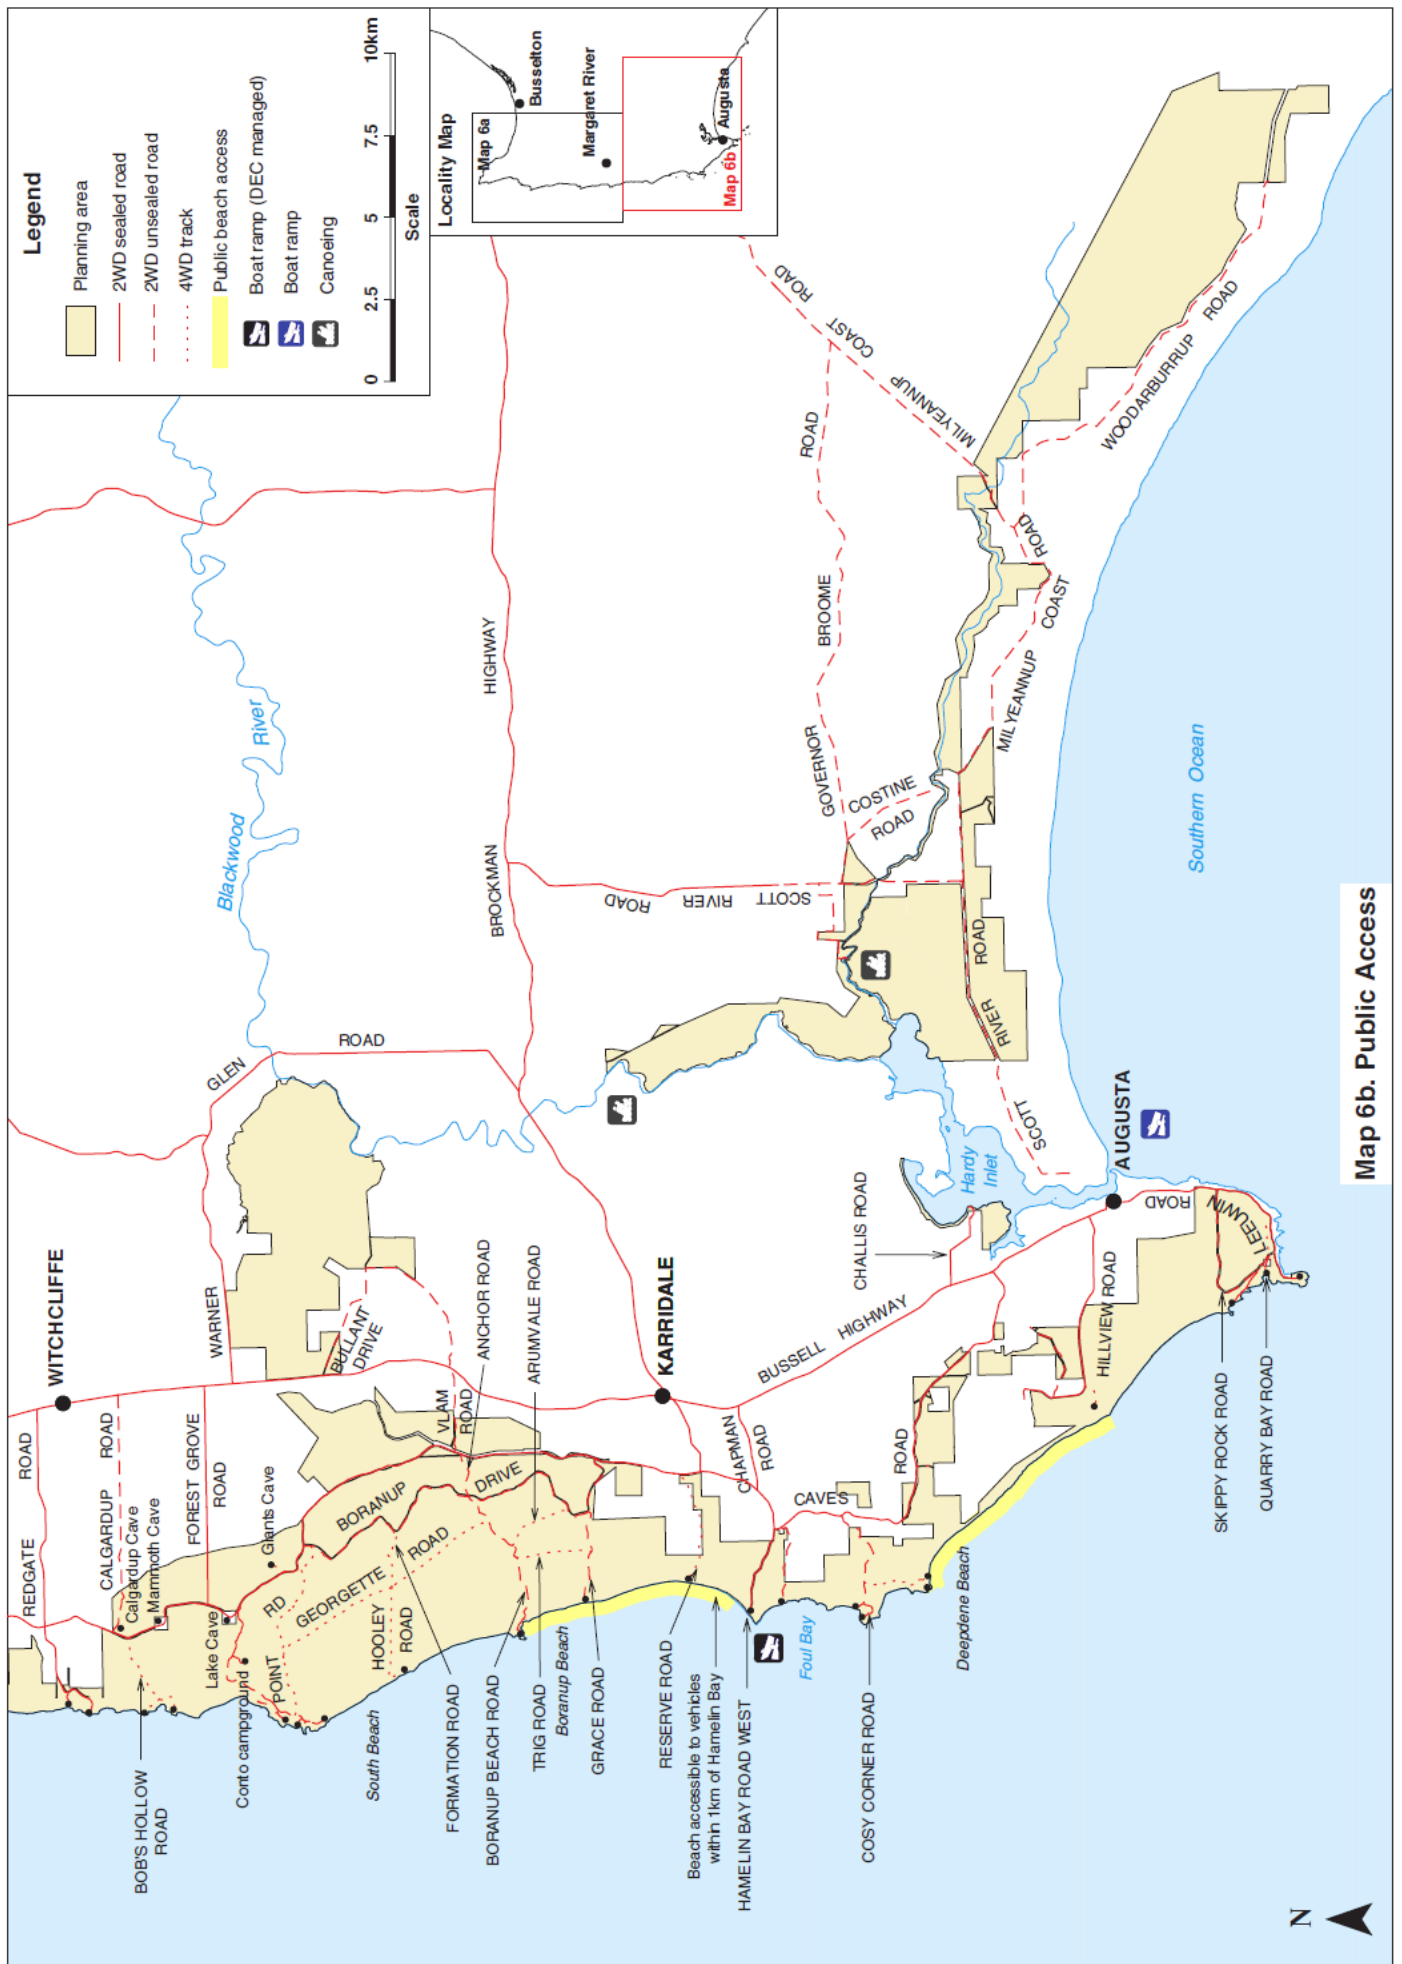 Legend
Planning area
2WD sealed road
2WD unsealed road
4WD track
Public beach access
Boat ramp (DEC managed)
Boat ramp
Canoeing
0
2.5
5
7.5
10km
Scale
Locality Map
Map 6a
Busselton
Margaret River
Augusta
Map 6b
WITCHCLIFFE
REDGATE
ROAD
CALGARDUP
ROAD
Calgardup Cave
Mammoth Cave
FOREST GROVE
ROAD
WARNER
GLEN
ROAD
Blackwood
River
BOB'S HOLLOW
ROAD
Lake Cave
Giants Cave
Conto campground
POINT
RD
GEORGETTE
ROAD
HOOLEY
ROAD
South Beach
BORANUP
DRIVE
BULLANT
DRIVE
VLAM
ROAD
ANCHOR ROAD
ARUMVALE ROAD
FORMATION ROAD
BORANUP BEACH ROAD
TRIG ROAD
Boranup Beach
GRACE ROAD
BROCKMAN
HIGHWAY
KARRIDALE
RESERVE ROAD
Beach accessible to vehicles
within 1km of Hamelin Bay
HAMELIN BAY ROAD WEST
CHAPMAN
ROAD
BUSSELL
HIGHWAY
Foul Bay
CAVES
ROAD
COSY CORNER ROAD
Deepdene Beach
CHALLIS ROAD
Hardy
Inlet
SCOTT
RIVER
ROAD
GOVERNOR
BROOME
ROAD
COSTINE
ROAD
SCOTT
RIVER
ROAD
MILYEANNUP
COAST
ROAD
MILYEANNUP
COAST
ROAD
WOODARBURRUP
ROAD
AUGUSTA
HILLVIEW ROAD
LEEUWIN
ROAD
SKIPPY ROCK ROAD
QUARRY BAY ROAD
Southern Ocean
Map 6b. Public Access
N